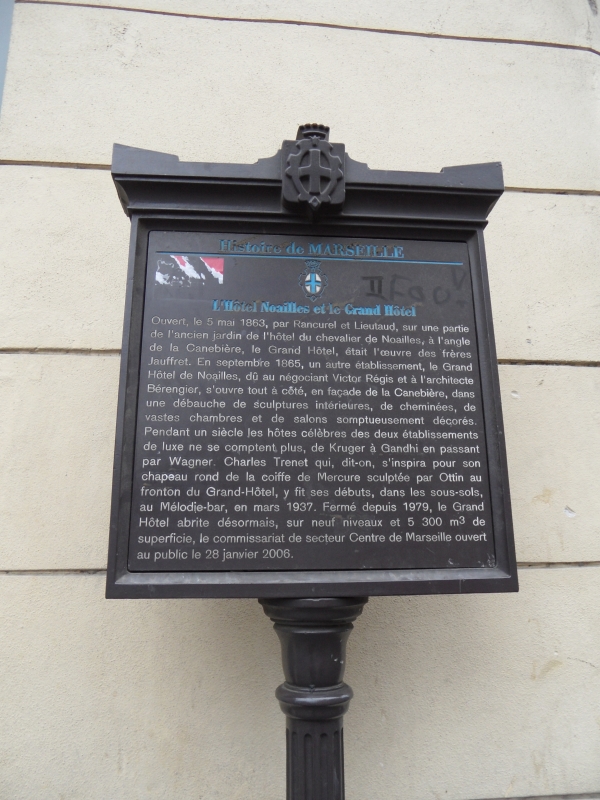 Histoire de MARSEILLE
L'Hôtel Noailles et le Grand Hôtel
Ouvert, le 5 mai 1863, par Rancurel et Lieutaud, sur une partie
de l'ancien jardin de l'hôtel du chevalier de Noailles, à l'angle
de la Canebière, le Grand Hôtel, était l'œuvre des frères
Jauffret. En septembre 1865, un autre établissement, le Grand
Hôtel de Noailles, dû au négociant Victor Régis et à l'architecte
Bérengier, s'ouvre tout à côté, en façade de la Canebière, dans
une débauche de sculptures intérieures, de cheminées, de
vastes chambres et de salons somptueusement décorés.
Pendant un siècle les hôtes célèbres des deux établissements
de luxe ne se comptent plus, de Kruger à Gandhi en passant
par Wagner. Charles Trenet qui, dit-on, s'inspira pour son
chapeau rond de la coiffe de Mercure sculptée par Ottin au
fronton du Grand-Hôtel, y fit ses débuts, dans les sous-sols,
au Mélodie-bar, en mars 1937. Fermé depuis 1979, le Grand
Hôtel abrite désormais, sur neuf niveaux et 5 300 m³ de
superficie, le commissariat de secteur Centre de Marseille ouvert
au public le 28 janvier 2006.